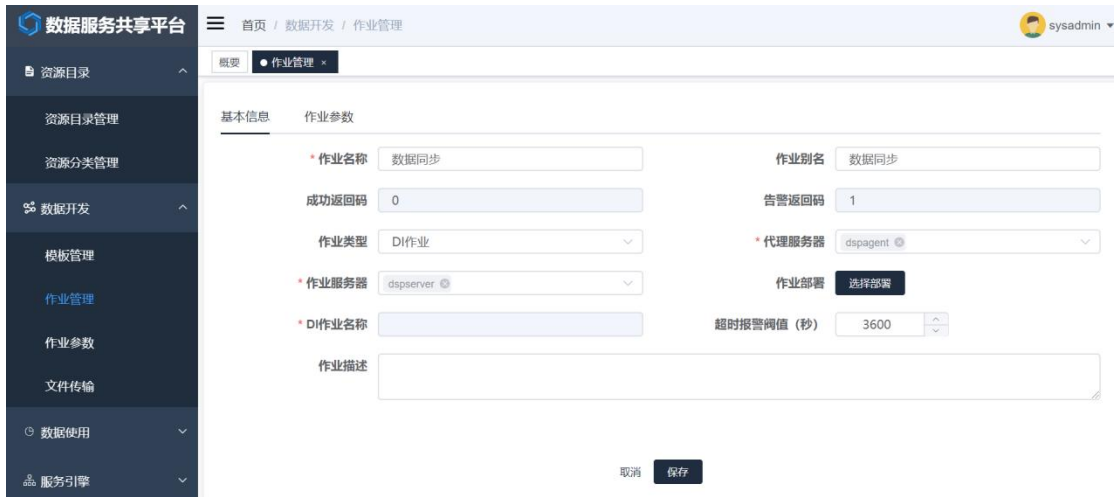 数据服务共享平台
首页 / 数据开发 / 作业管理
sysadmin
概要
作业管理 ×
资源目录
资源目录管理
资源分类管理
数据开发
模板管理
作业管理
作业参数
文件传输
数据使用
服务引擎
基本信息 作业参数
* 作业名称 数据同步 作业别名 数据同步
成功返回码 0 告警返回码 1
作业类型 DI作业 * 代理服务器 dspagent
* 作业服务器 dspserver 作业部署 选择部署
* DI作业名称 超时报警阀值（秒） 3600
作业描述
取消 保存